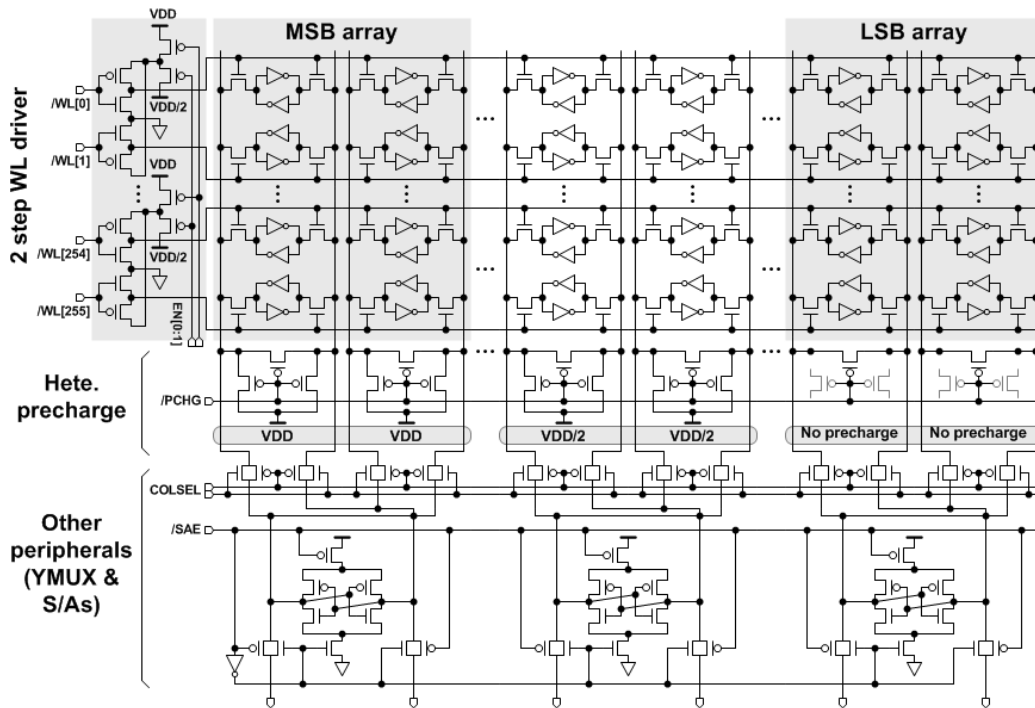 MSB array
LSB array
2 step WL driver
VDD
/WL[0]
VDD/2
/WL[1]
VDD
/WL[254]
VDD/2
/WL[255]
EN[0:1]
...
...
...
...
...
...
...
...
...
...
Hete.
precharge
/PCHG
VDD
VDD
VDD/2
VDD/2
No precharge
No precharge
COLSEL
/SAE
Other
peripherals
(YMUX &
S/As)